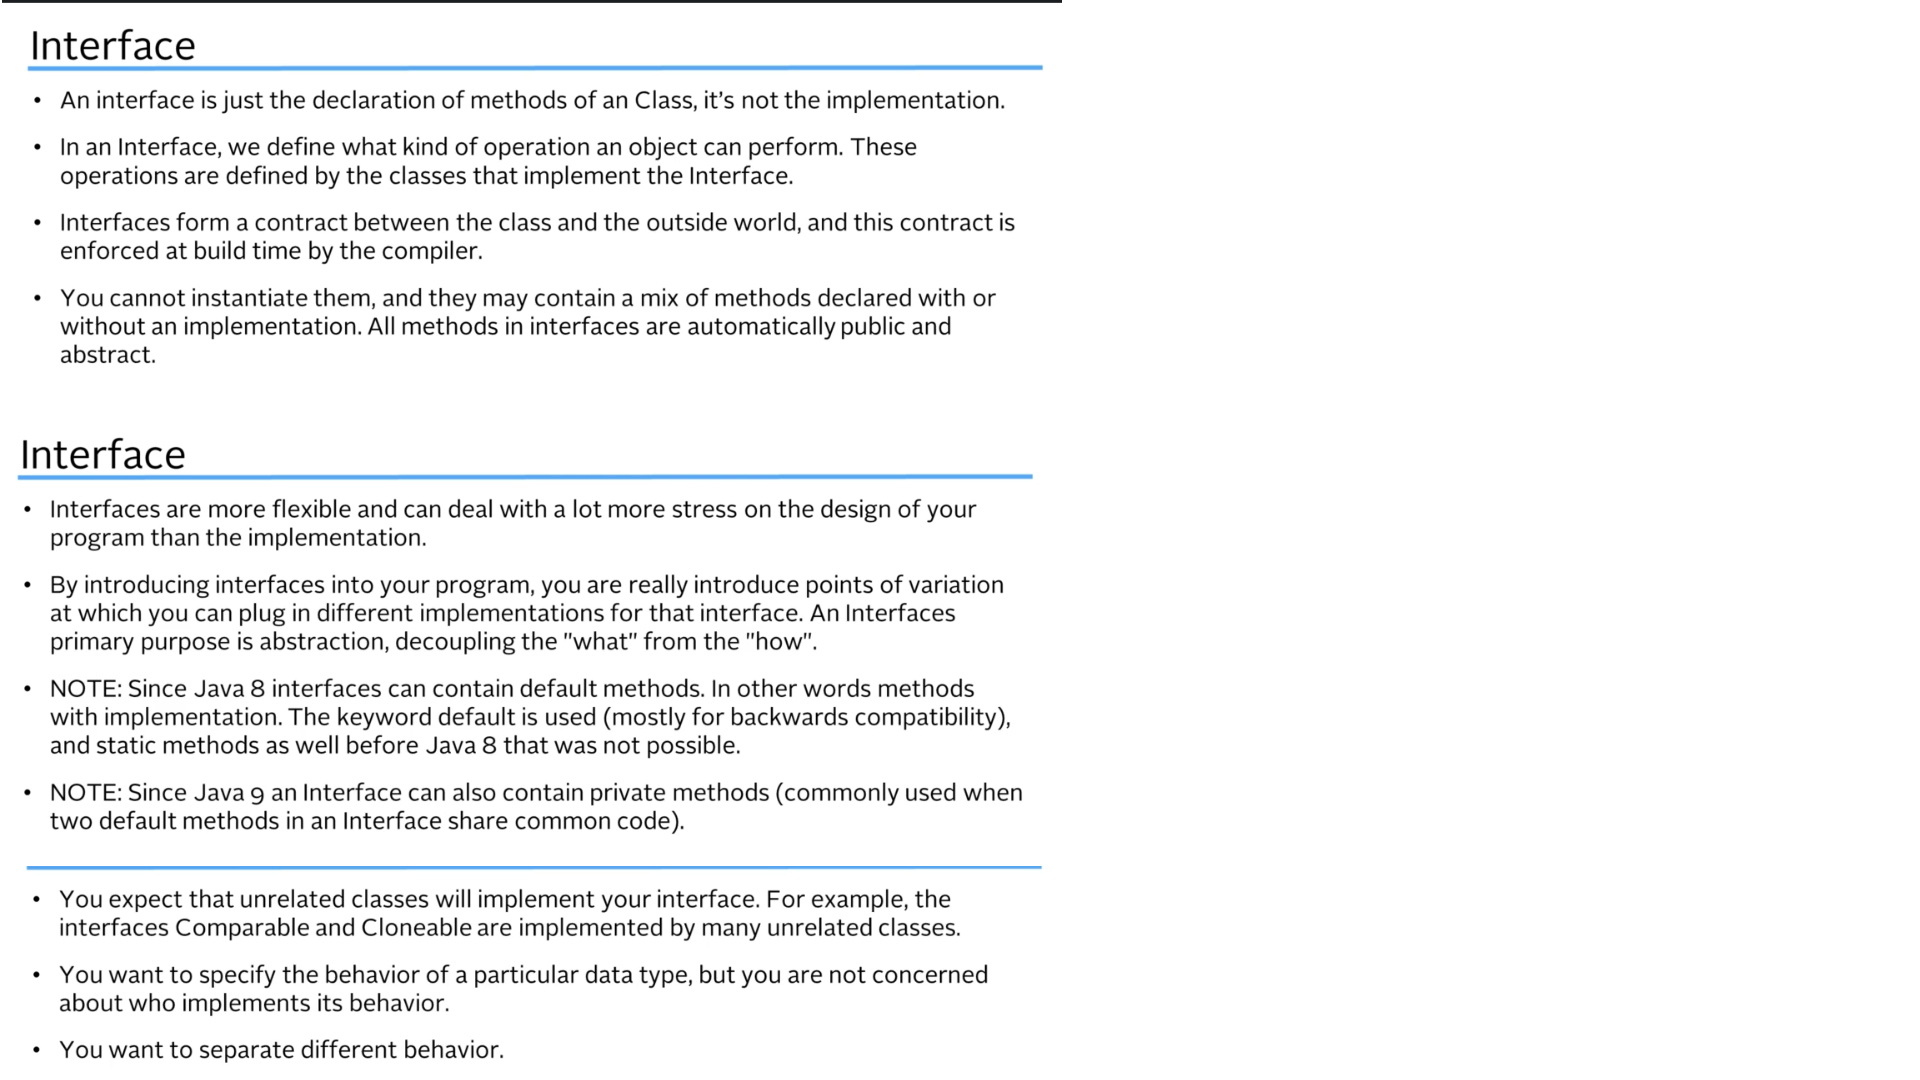 Interface
• An interface is just the declaration of methods of an Class, it’s not the implementation.
• In an Interface, we define what kind of operation an object can perform. These
operations are defined by the classes that implement the Interface.
• Interfaces form a contract between the class and the outside world, and this contract is
enforced at build time by the compiler.
• You cannot instantiate them, and they may contain a mix of methods declared with or
without an implementation. All methods in interfaces are automatically public and
abstract.
Interface
• Interfaces are more flexible and can deal with a lot more stress on the design of your
program than the implementation.
• By introducing interfaces into your program, you are really introduce points of variation
at which you can plug in different implementations for that interface. An Interfaces
primary purpose is abstraction, decoupling the "what" from the "how".
• NOTE: Since Java 8 interfaces can contain default methods. In other words methods
with implementation. The keyword default is used (mostly for backwards compatibility),
and static methods as well before Java 8 that was not possible.
• NOTE: Since Java 9 an Interface can also contain private methods (commonly used when
two default methods in an Interface share common code).
• You expect that unrelated classes will implement your interface. For example, the
interfaces Comparable and Cloneable are implemented by many unrelated classes.
• You want to specify the behavior of a particular data type, but you are not concerned
about who implements its behavior.
• You want to separate different behavior.